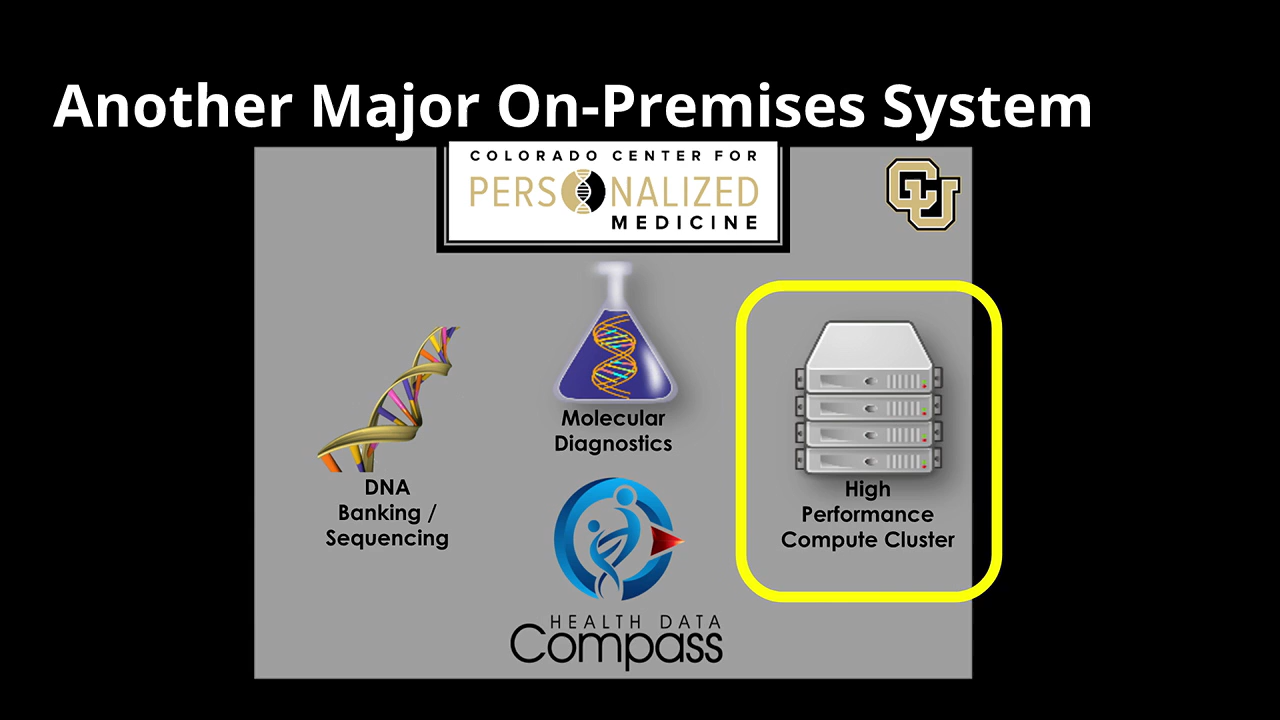 Another Major On-Premises System
COLORADO CENTER FOR
PERSONALIZED
MEDICINE
CU
Molecular
Diagnostics
DNA
Banking /
Sequencing
High
Performance
Compute Cluster
HEALTH DATA
Compass